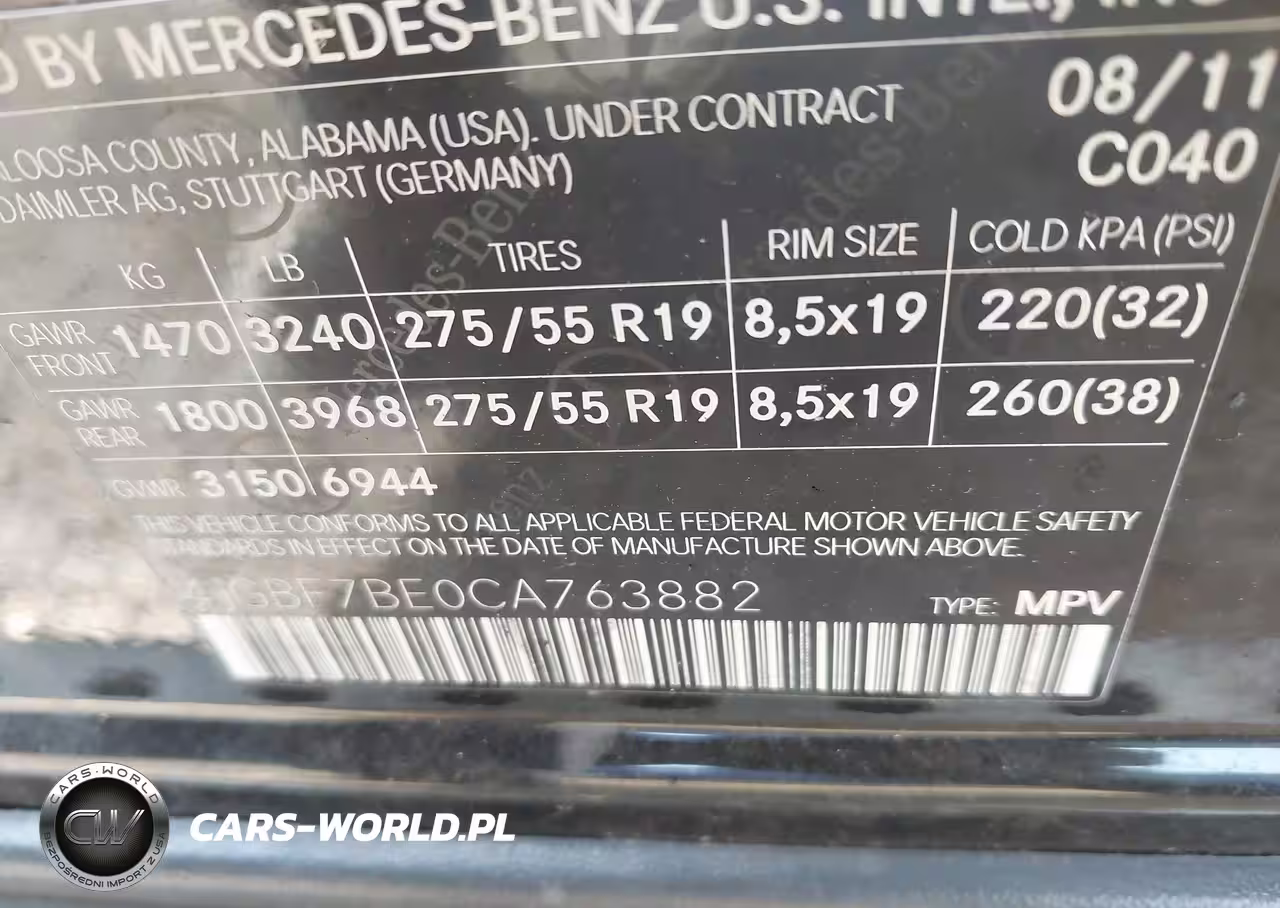 D BY MERCEDES-BENZ U.S. INTL., INC
08/11
LOOSA COUNTY, ALABAMA (USA). UNDER CONTRACT
C040
DAIMLER AG, STUTTGART (GERMANY)
KG LB TIRES RIM SIZE COLD KPA (PSI)
GAWR FRONT 1470 3240 275/55 R19 8,5x19 220(32)
GAWR REAR 1800 3968 275/55 R19 8,5x19 260(38)
GVWR 3150 6944
THIS VEHICLE CONFORMS TO ALL APPLICABLE FEDERAL MOTOR VEHICLE SAFETY
STANDARDS IN EFFECT ON THE DATE OF MANUFACTURE SHOWN ABOVE.
4JGBF7BE0CA763882 TYPE: MPV
CARS-WORLD
CW
BEZPOŚREDNI IMPORT Z USA
CARS-WORLD.PL